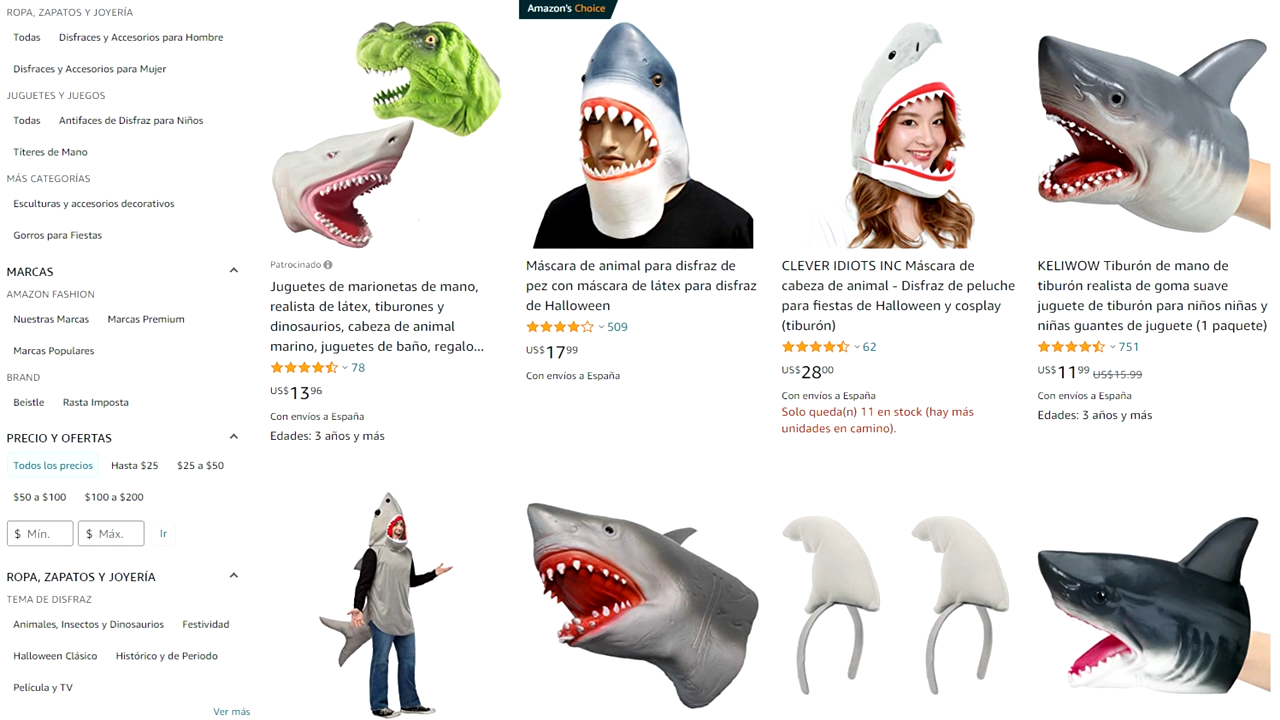 ROPA, ZAPATOS Y JOYERÍA
Todas Disfraces y Accesorios para Hombre
Disfraces y Accesorios para Mujer
JUGUETES Y JUEGOS
Todas Antifaces de Disfraz para Niños
Títeres de Mano
MÁS CATEGORÍAS
Esculturas y accesorios decorativos
Gorros para Fiestas
MARCAS
AMAZON FASHION
Nuestras Marcas Marcas Premium
Marcas Populares
BRAND
Beistle Rasta Imposta
PRECIO Y OFERTAS
Todos los precios Hasta $25 $25 a $50
$50 a $100 $100 a $200
$ Mín. $ Máx. Ir
ROPA, ZAPATOS Y JOYERÍA
TEMA DE DISFRAZ
Animales, Insectos y Dinosaurios Festividad
Halloween Clásico Histórico y de Periodo
Película y TV
Ver más
Patrocinado
Juguetes de marionetas de mano,
realista de látex, tiburones y
dinosaurios, cabeza de animal
marino, juguetes de baño, regalo...
78
US$13 96
Con envíos a España
Edades: 3 años y más
Amazon's Choice
Máscara de animal para disfraz de
pez con máscara de látex para disfraz
de Halloween
509
US$17 99
Con envíos a España
CLEVER IDIOTS INC Máscara de
cabeza de animal - Disfraz de peluche
para fiestas de Halloween y cosplay
(tiburón)
62
US$28 00
Con envíos a España
Solo queda(n) 11 en stock (hay más
unidades en camino).
KELIWOW Tiburón de mano de
tiburón realista de goma suave
juguete de tiburón para niños niñas y
niñas guantes de juguete (1 paquete)
751
US$11 99 US$15.99
Con envíos a España
Edades: 3 años y más